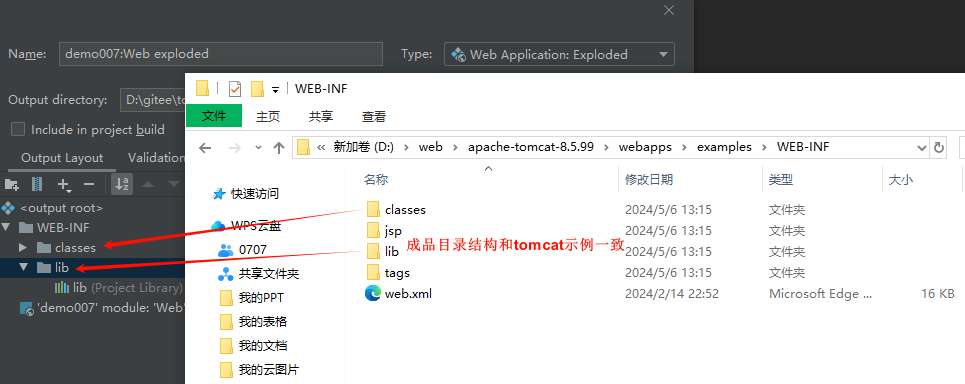 Name:
demo007:Web exploded
Type:
Web Application: Exploded
Output directory:
D:\gitee\to
Include in project build
Output Layout
Validation
<output root>
WEB-INF
classes
lib
lib (Project Library)
'demo007' module: 'Web'
WEB-INF
文件
主页
共享
查看
« 新加卷 (D:) › web › apache-tomcat-8.5.99 › webapps › examples › WEB-INF
快速访问
WPS云盘
0707
共享文件夹
我的PPT
我的表格
我的文档
我的云图片
名称 修改日期 类型 大小
classes 2024/5/6 13:15 文件夹
jsp 2024/5/6 13:15 文件夹
lib 2024/5/6 13:15 文件夹
tags 2024/5/6 13:15 文件夹
web.xml 2024/2/14 22:52 Microsoft Edge ... 16 KB
成品目录结构和tomcat示例一致